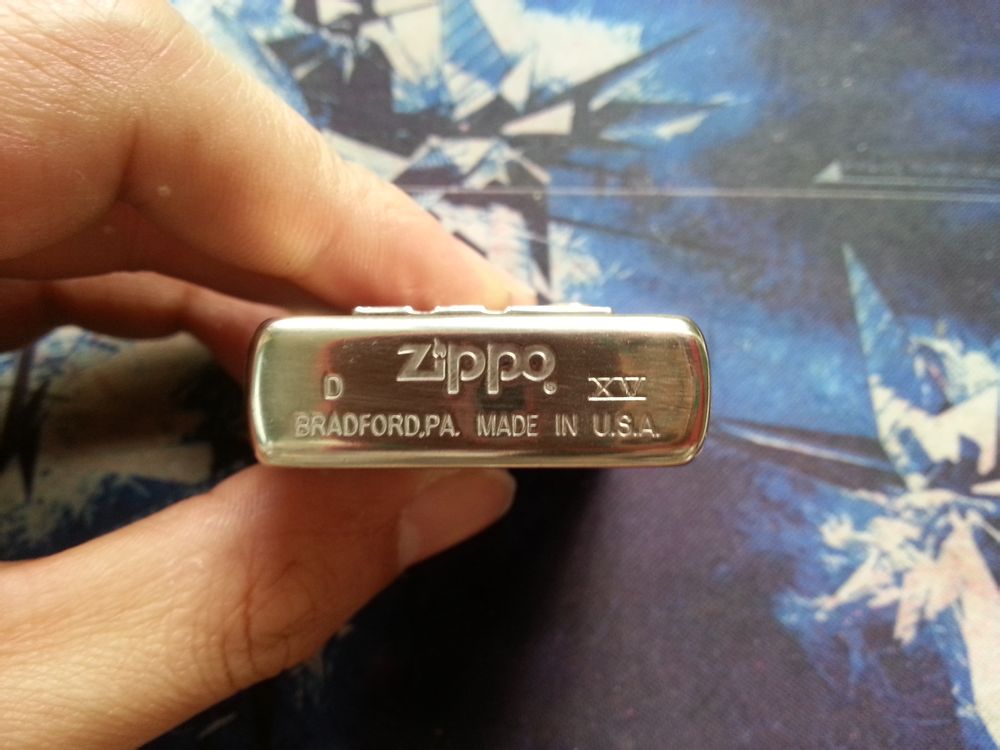 D Zippo® XV
BRADFORD,PA. MADE IN U.S.A.